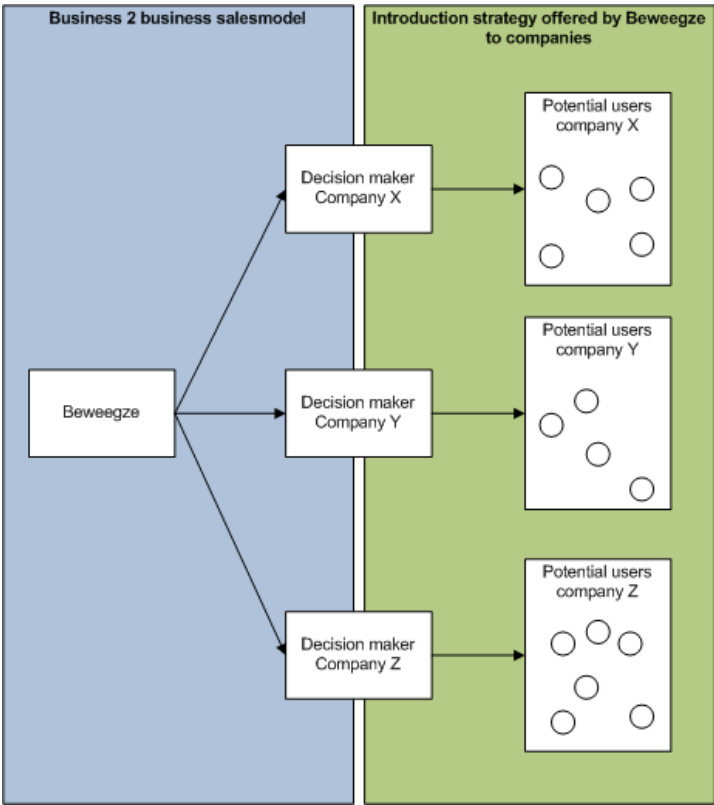 Business 2 business salesmodel
Introduction strategy offered by Beweegze
to companies
Potential users
company X
Decision maker
Company X
Potential users
company Y
Beweegze
Decision maker
Company Y
Potential users
company Z
Decision maker
Company Z